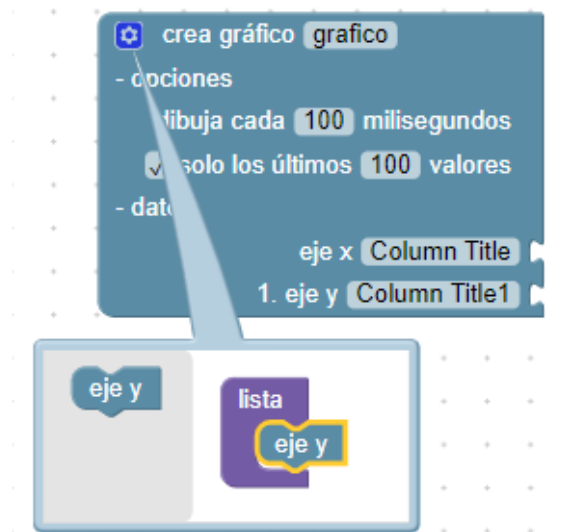 crea gráfico grafico
- opciones
dibuja cada 100 milisegundos
solo los últimos 100 valores
- datos
eje x Column Title
1. eje y Column Title1
eje y
lista
eje y